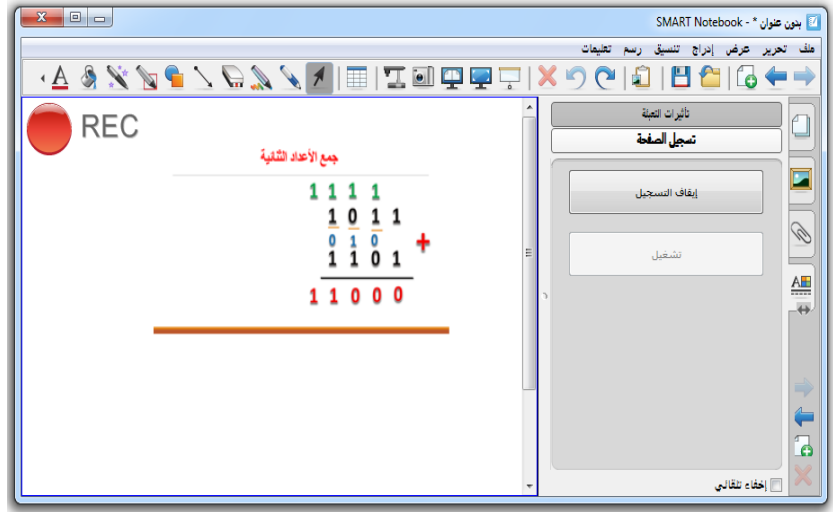 بدون عنوان * - SMART Notebook
ملف تحرير عرض إدراج تنسيق رسم تعليمات
REC
جمع الأعداد الثنائية
1 1 1 1
1 0 1 1
0 1 0
+
1 1 0 1
1 1 0 0 0
تأثيرات التعبئة
تسجيل الصفحة
إيقاف التسجيل
تشغيل
إخفاء تلقائي